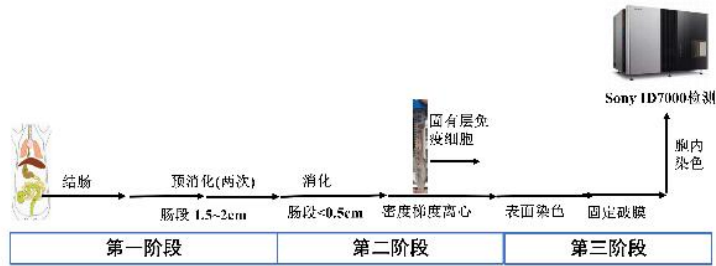 Sony ID7000检测
固有层免
疫细胞
胞内
染色
结肠
预消化(两次)
消化
肠段 1.5~2cm
肠段<0.5cm
密度梯度离心
表面染色
固定破膜
第一阶段
第二阶段
第三阶段